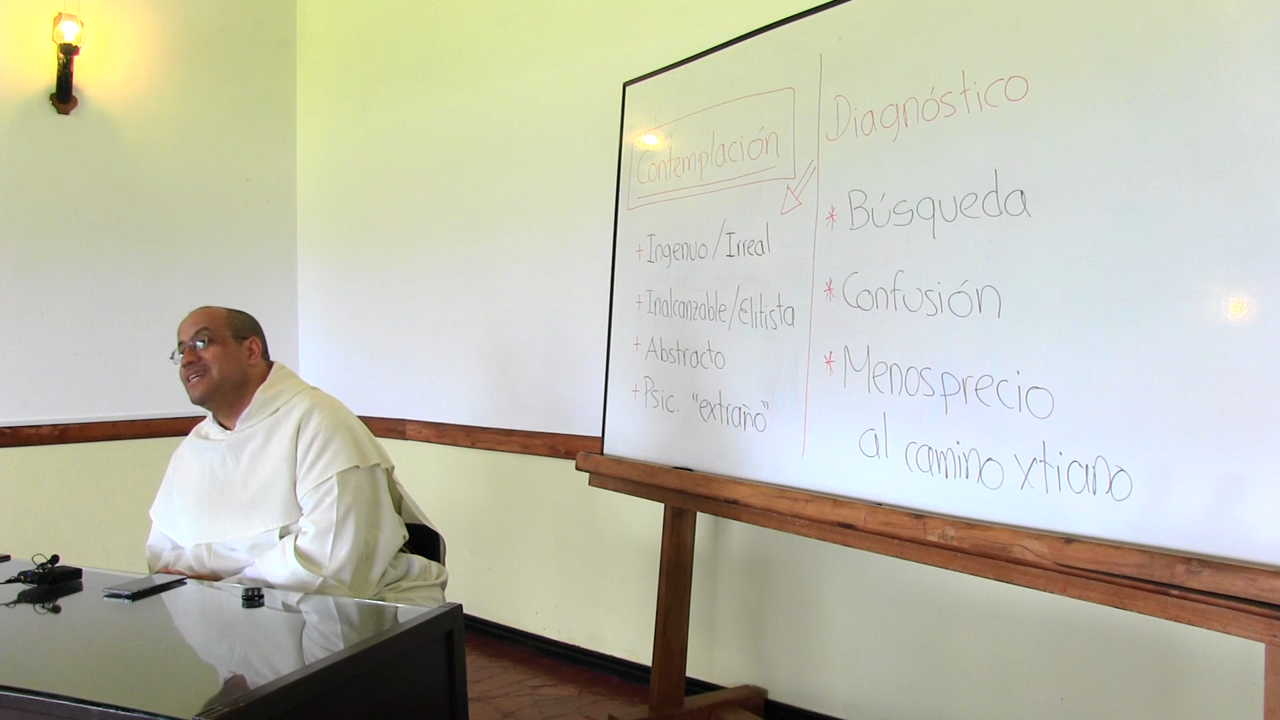 Contemplación
+ Ingenuo/Irreal
+ Inalcanzable/Elitista
+ Abstracto
+ Psic. "extraño"
Diagnóstico
* Búsqueda
* Confusión
* Menosprecio
al camino xtiano